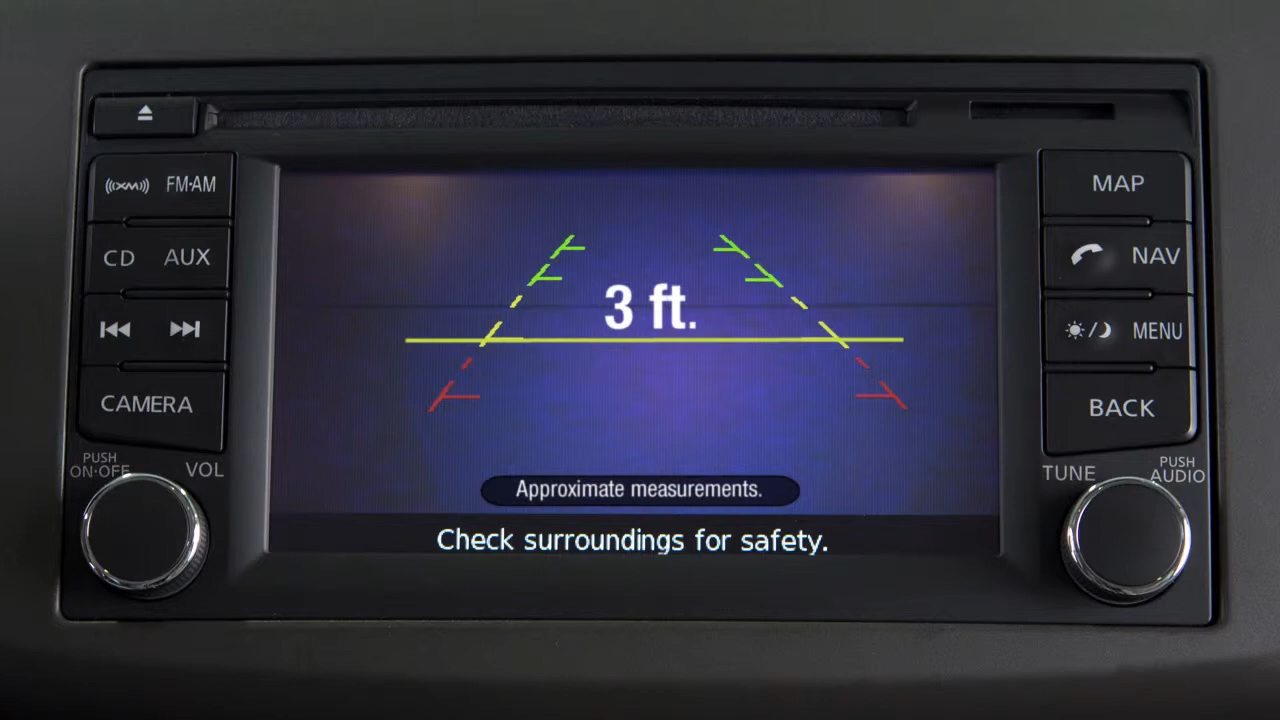 ((XM)) FM·AM
CD AUX
CAMERA
PUSH
ON·OFF
VOL
3 ft.
Approximate measurements.
Check surroundings for safety.
MAP
NAV
MENU
BACK
TUNE
PUSH
AUDIO